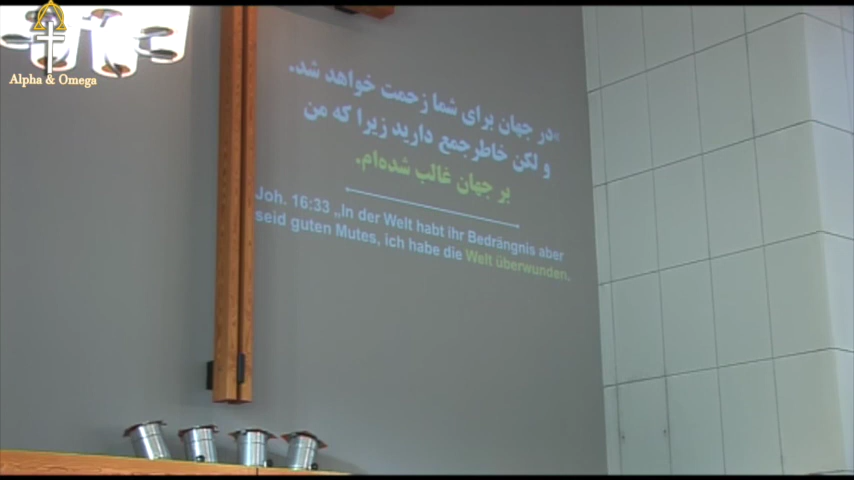 Alpha & Omega
«در جهان برای شما زحمت خواهد شد.
و لکن خاطرجمع دارید زیرا که من
بر جهان غالب شده‌ام.
Joh. 16:33 „In der Welt habt ihr Bedrängnis aber
seid guten Mutes, ich habe die Welt überwunden.